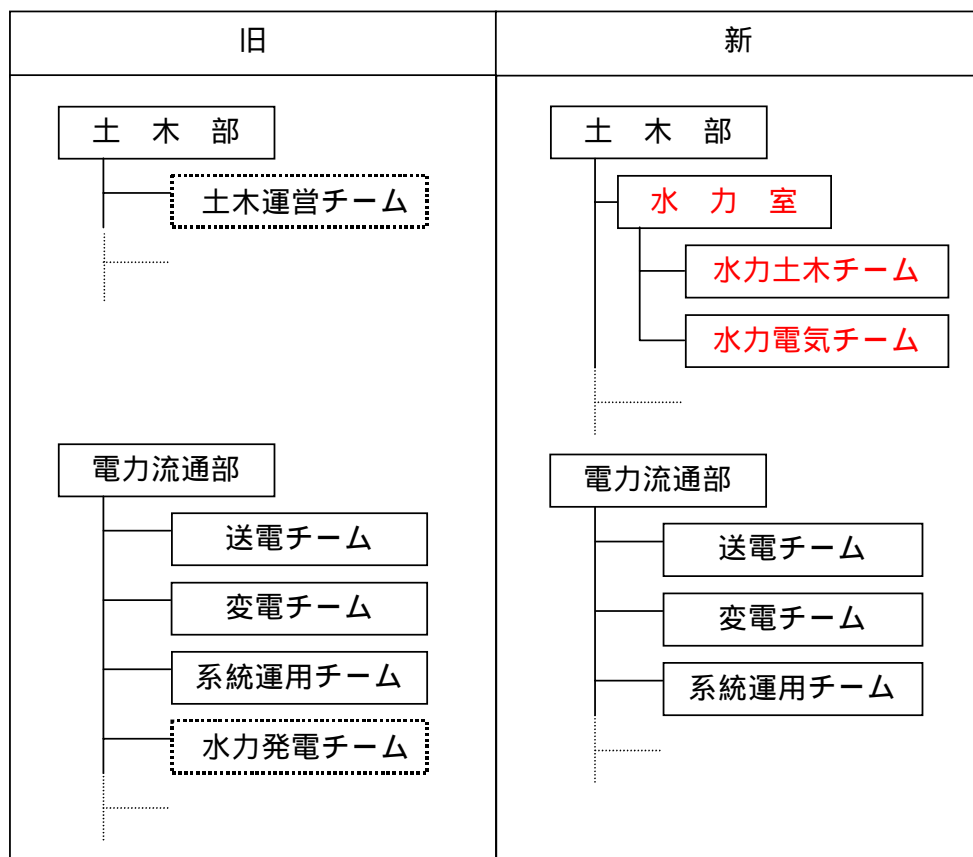 旧
新
土 木 部
土木運営チーム
電力流通部
送電チーム
変電チーム
系統運用チーム
水力発電チーム
土 木 部
水 力 室
水力土木チーム
水力電気チーム
電力流通部
送電チーム
変電チーム
系統運用チーム